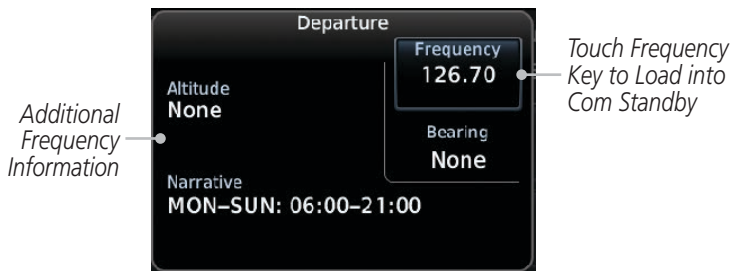 Departure
Frequency
126.70
Altitude
None
Bearing
None
Narrative
MON–SUN: 06:00–21:00
Additional
Frequency
Information
Touch Frequency
Key to Load into
Com Standby